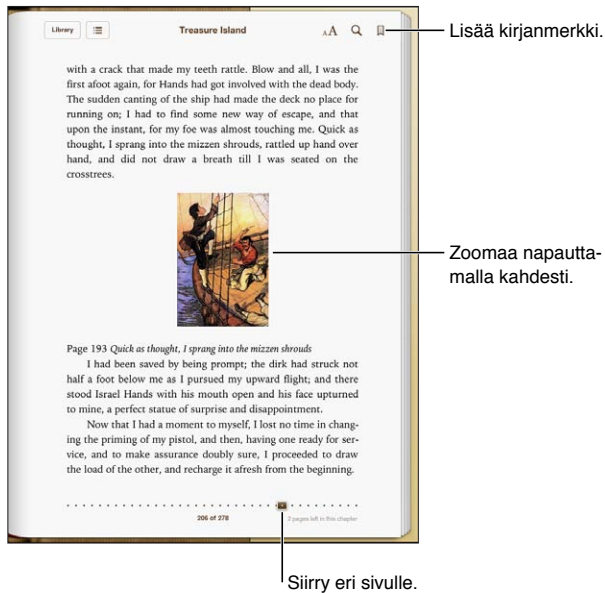 Library
Treasure Island
AA
Lisää kirjanmerkki.
with a crack that made my teeth rattle. Blow and all, I was the
first afoot again, for Hands had got involved with the dead body.
The sudden canting of the ship had made the deck no place for
running on; I had to find some new way of escape, and that
upon the instant, for my foe was almost touching me. Quick as
thought, I sprang into the mizzen shrouds, rattled up hand over
hand, and did not draw a breath till I was seated on the
crosstrees.
Zoomaa napautta-
malla kahdesti.
Page 193 Quick as thought, I sprang into the mizzen shrouds
I had been saved by being prompt; the dirk had struck not
half a foot below me as I pursued my upward flight; and there
stood Israel Hands with his mouth open and his face upturned
to mine, a perfect statue of surprise and disappointment.
Now that I had a moment to myself, I lost no time in chang-
ing the priming of my pistol, and then, having one ready for ser-
vice, and to make assurance doubly sure, I proceeded to draw
the load of the other, and recharge it afresh from the beginning.
206 of 278
2 pages left in this chapter
Siirry eri sivulle.